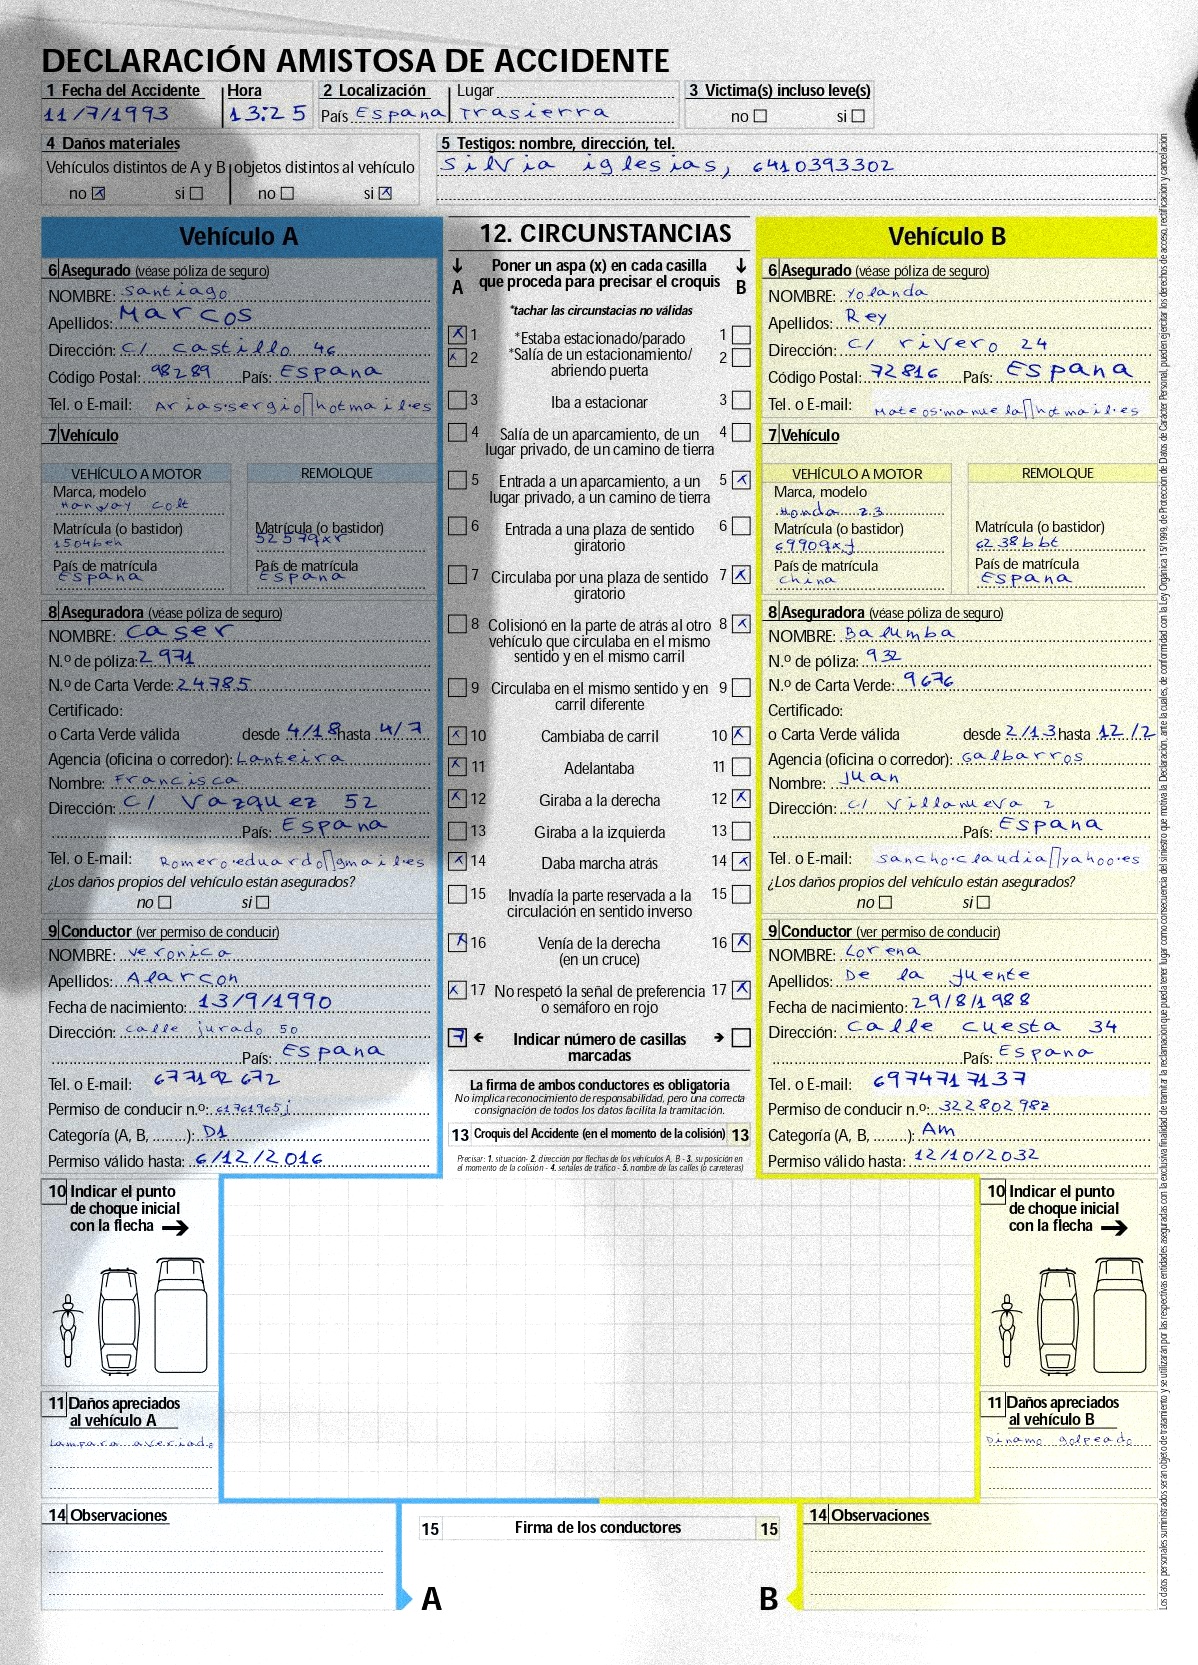 DECLARACIÓN AMISTOSA DE ACCIDENTE
1 Fecha del Accidente Hora 2 Localización Lugar 3 Victima(s) incluso leve(s)
11/7/1993 13:25 País Espana Trasierra no si
4 Daños materiales
Vehículos distintos de A y B objetos distintos al vehículo
no x si no si x
5 Testigos: nombre, dirección, tel.
Silvia iglesias, 6410393302
Vehículo A
6 Asegurado (véase póliza de seguro)
NOMBRE: Santiago
Apellidos: Marcos
Dirección: C/ Castillo 46
Código Postal: 98289 País: Espana
Tel. o E-mail: Arias.sergio▯hotmail.es
7 Vehículo
VEHÍCULO A MOTOR REMOLQUE
Marca, modelo
Hanway Colt
Matrícula (o bastidor) Matrícula (o bastidor)
1504beh 52579qxr
País de matrícula País de matrícula
Espana Espana
8 Aseguradora (véase póliza de seguro)
NOMBRE: Caser
N.º de póliza: 2971
N.º de Carta Verde: 24785
Certificado:
o Carta Verde válida desde 4/18 hasta 4/7
Agencia (oficina o corredor): Lanteira
Nombre: Francisca
Dirección: C/ Vazquez 52
País: Espana
Tel. o E-mail: Romero.eduardo▯gmail.es
¿Los daños propios del vehículo están asegurados?
no si
9 Conductor (ver permiso de conducir)
NOMBRE: Veronica
Apellidos: Alarcon
Fecha de nacimiento: 13/9/1990
Dirección: Calle jurado 50
País: Espana
Tel. o E-mail: 677192672
Permiso de conducir n.º: 61761965j
Categoría (A, B, ........): D1
Permiso válido hasta: 6/12/2016
12. CIRCUNSTANCIAS
Poner un aspa (x) en cada casilla
A que proceda para precisar el croquis B
*tachar las circunstacias no válidas
x 1 *Estaba estacionado/parado 1
x 2 *Salía de un estacionamiento/ 2
abriendo puerta
3 Iba a estacionar 3
4 Salía de un aparcamiento, de un 4
lugar privado, de un camino de tierra
5 Entrada a un aparcamiento, a un 5 x
lugar privado, a un camino de tierra
6 Entrada a una plaza de sentido 6
giratorio
7 Circulaba por una plaza de sentido 7 x
giratorio
8 Colisionó en la parte de atrás al otro 8 x
vehículo que circulaba en el mismo
sentido y en el mismo carril
9 Circulaba en el mismo sentido y en 9
carril diferente
x 10 Cambiaba de carril 10 x
x 11 Adelantaba 11
x 12 Giraba a la derecha 12 x
13 Giraba a la izquierda 13
x 14 Daba marcha atrás 14 x
15 Invadía la parte reservada a la 15
circulación en sentido inverso
x 16 Venía de la derecha 16 x
(en un cruce)
x 17 No respetó la señal de preferencia 17 x
o semáforo en rojo
7 Indicar número de casillas
marcadas
La firma de ambos conductores es obligatoria
No implica reconocimiento de responsabilidad, pero una correcta
consignación de todos los datos facilita la tramitación.
13 Croquis del Accidente (en el momento de la colisión) 13
Precisar: 1. situación- 2. dirección por flechas de los vehículos A, B - 3. su posición en
el momento de la colisión - 4. señales de tráfico - 5. nombre de las calles (o carreteras)
Vehículo B
6 Asegurado (véase póliza de seguro)
NOMBRE: Yolanda
Apellidos: Rey
Dirección: C/ rivero 24
Código Postal: 72816 País: Espana
Tel. o E-mail: Mateos.manuela▯hotmail.es
7 Vehículo
VEHÍCULO A MOTOR REMOLQUE
Marca, modelo
Honda z3
Matrícula (o bastidor) Matrícula (o bastidor)
69909xf 6238bbt
País de matrícula País de matrícula
China Espana
8 Aseguradora (véase póliza de seguro)
NOMBRE: Balumba
N.º de póliza: 932
N.º de Carta Verde: 9676
Certificado:
o Carta Verde válida desde 2/13 hasta 12/2
Agencia (oficina o corredor): Galbarros
Nombre: Juan
Dirección: C/ Villanueva 2
País: Espana
Tel. o E-mail: Sancho.claudia▯yahoo.es
¿Los daños propios del vehículo están asegurados?
no si
9 Conductor (ver permiso de conducir)
NOMBRE: Lorena
Apellidos: De la fuente
Fecha de nacimiento: 29/8/1988
Dirección: Calle Cuesta 34
País: Espana
Tel. o E-mail: 6974717137
Permiso de conducir n.º: 32280298z
Categoría (A, B, ........): Am
Permiso válido hasta: 12/10/2032
10 Indicar el punto
de choque inicial
con la flecha
10 Indicar el punto
de choque inicial
con la flecha
11 Daños apreciados
al vehículo A
Lampara averiado
11 Daños apreciados
al vehículo B
Dinamo golpeado
14 Observaciones
15 Firma de los conductores 15
14 Observaciones
A B
Los datos personales suministrados seran objeto de tratamiento y se utilizarán por las respectivas entidades aseguradas con la exclusiva finalidad de tramitar la reclamación que pueda tener lugar como consecuencia del siniestro que motiva la Declaración, ante la cuales, de conformidad con la Ley Orgánica 15/1999, de Protección de Datos de Carácter Personal, pueden ejercitar los derechos de acceso, rectificación y cancelación